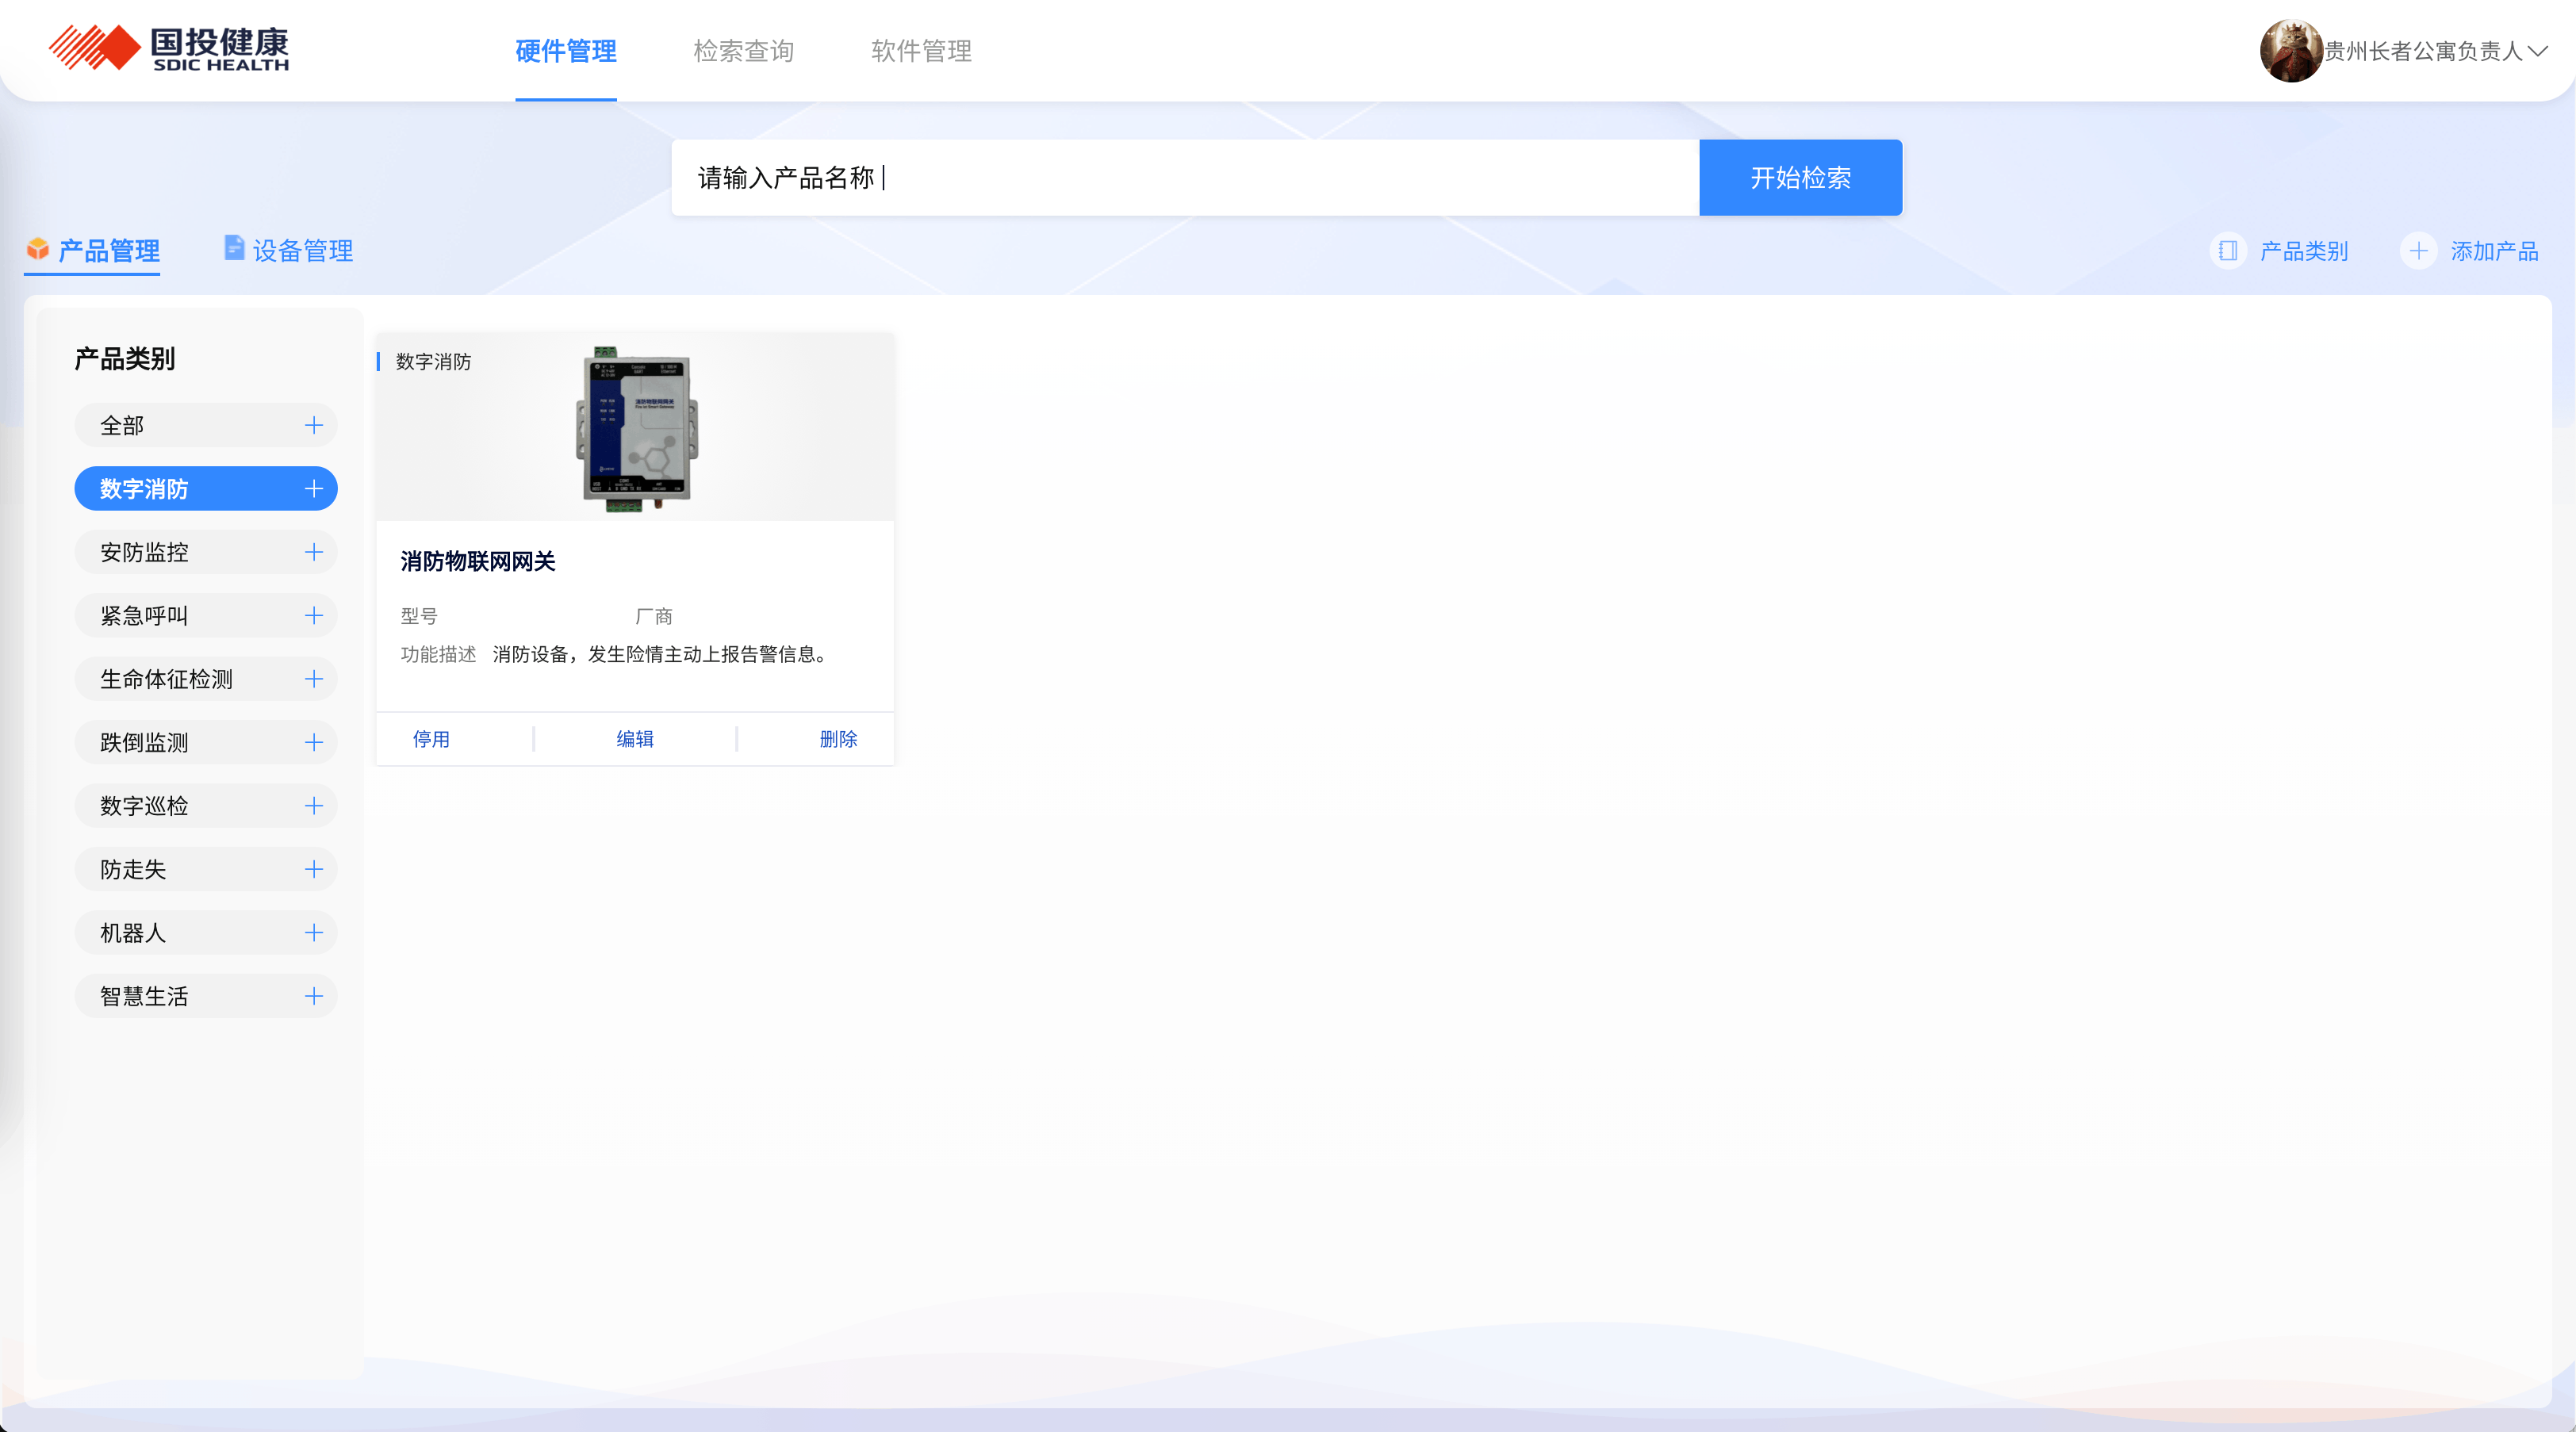 国投健康
SDIC HEALTH
硬件管理
检索查询
软件管理
贵州长者公寓负责人
请输入产品名称
开始检索
产品管理
设备管理
产品类别
添加产品
产品类别
全部
数字消防
安防监控
紧急呼叫
生命体征检测
跌倒监测
数字巡检
防走失
机器人
智慧生活
数字消防
消防物联网网关
消防物联网网关
型号
厂商
功能描述 消防设备，发生险情主动上报告警信息。
停用
编辑
删除